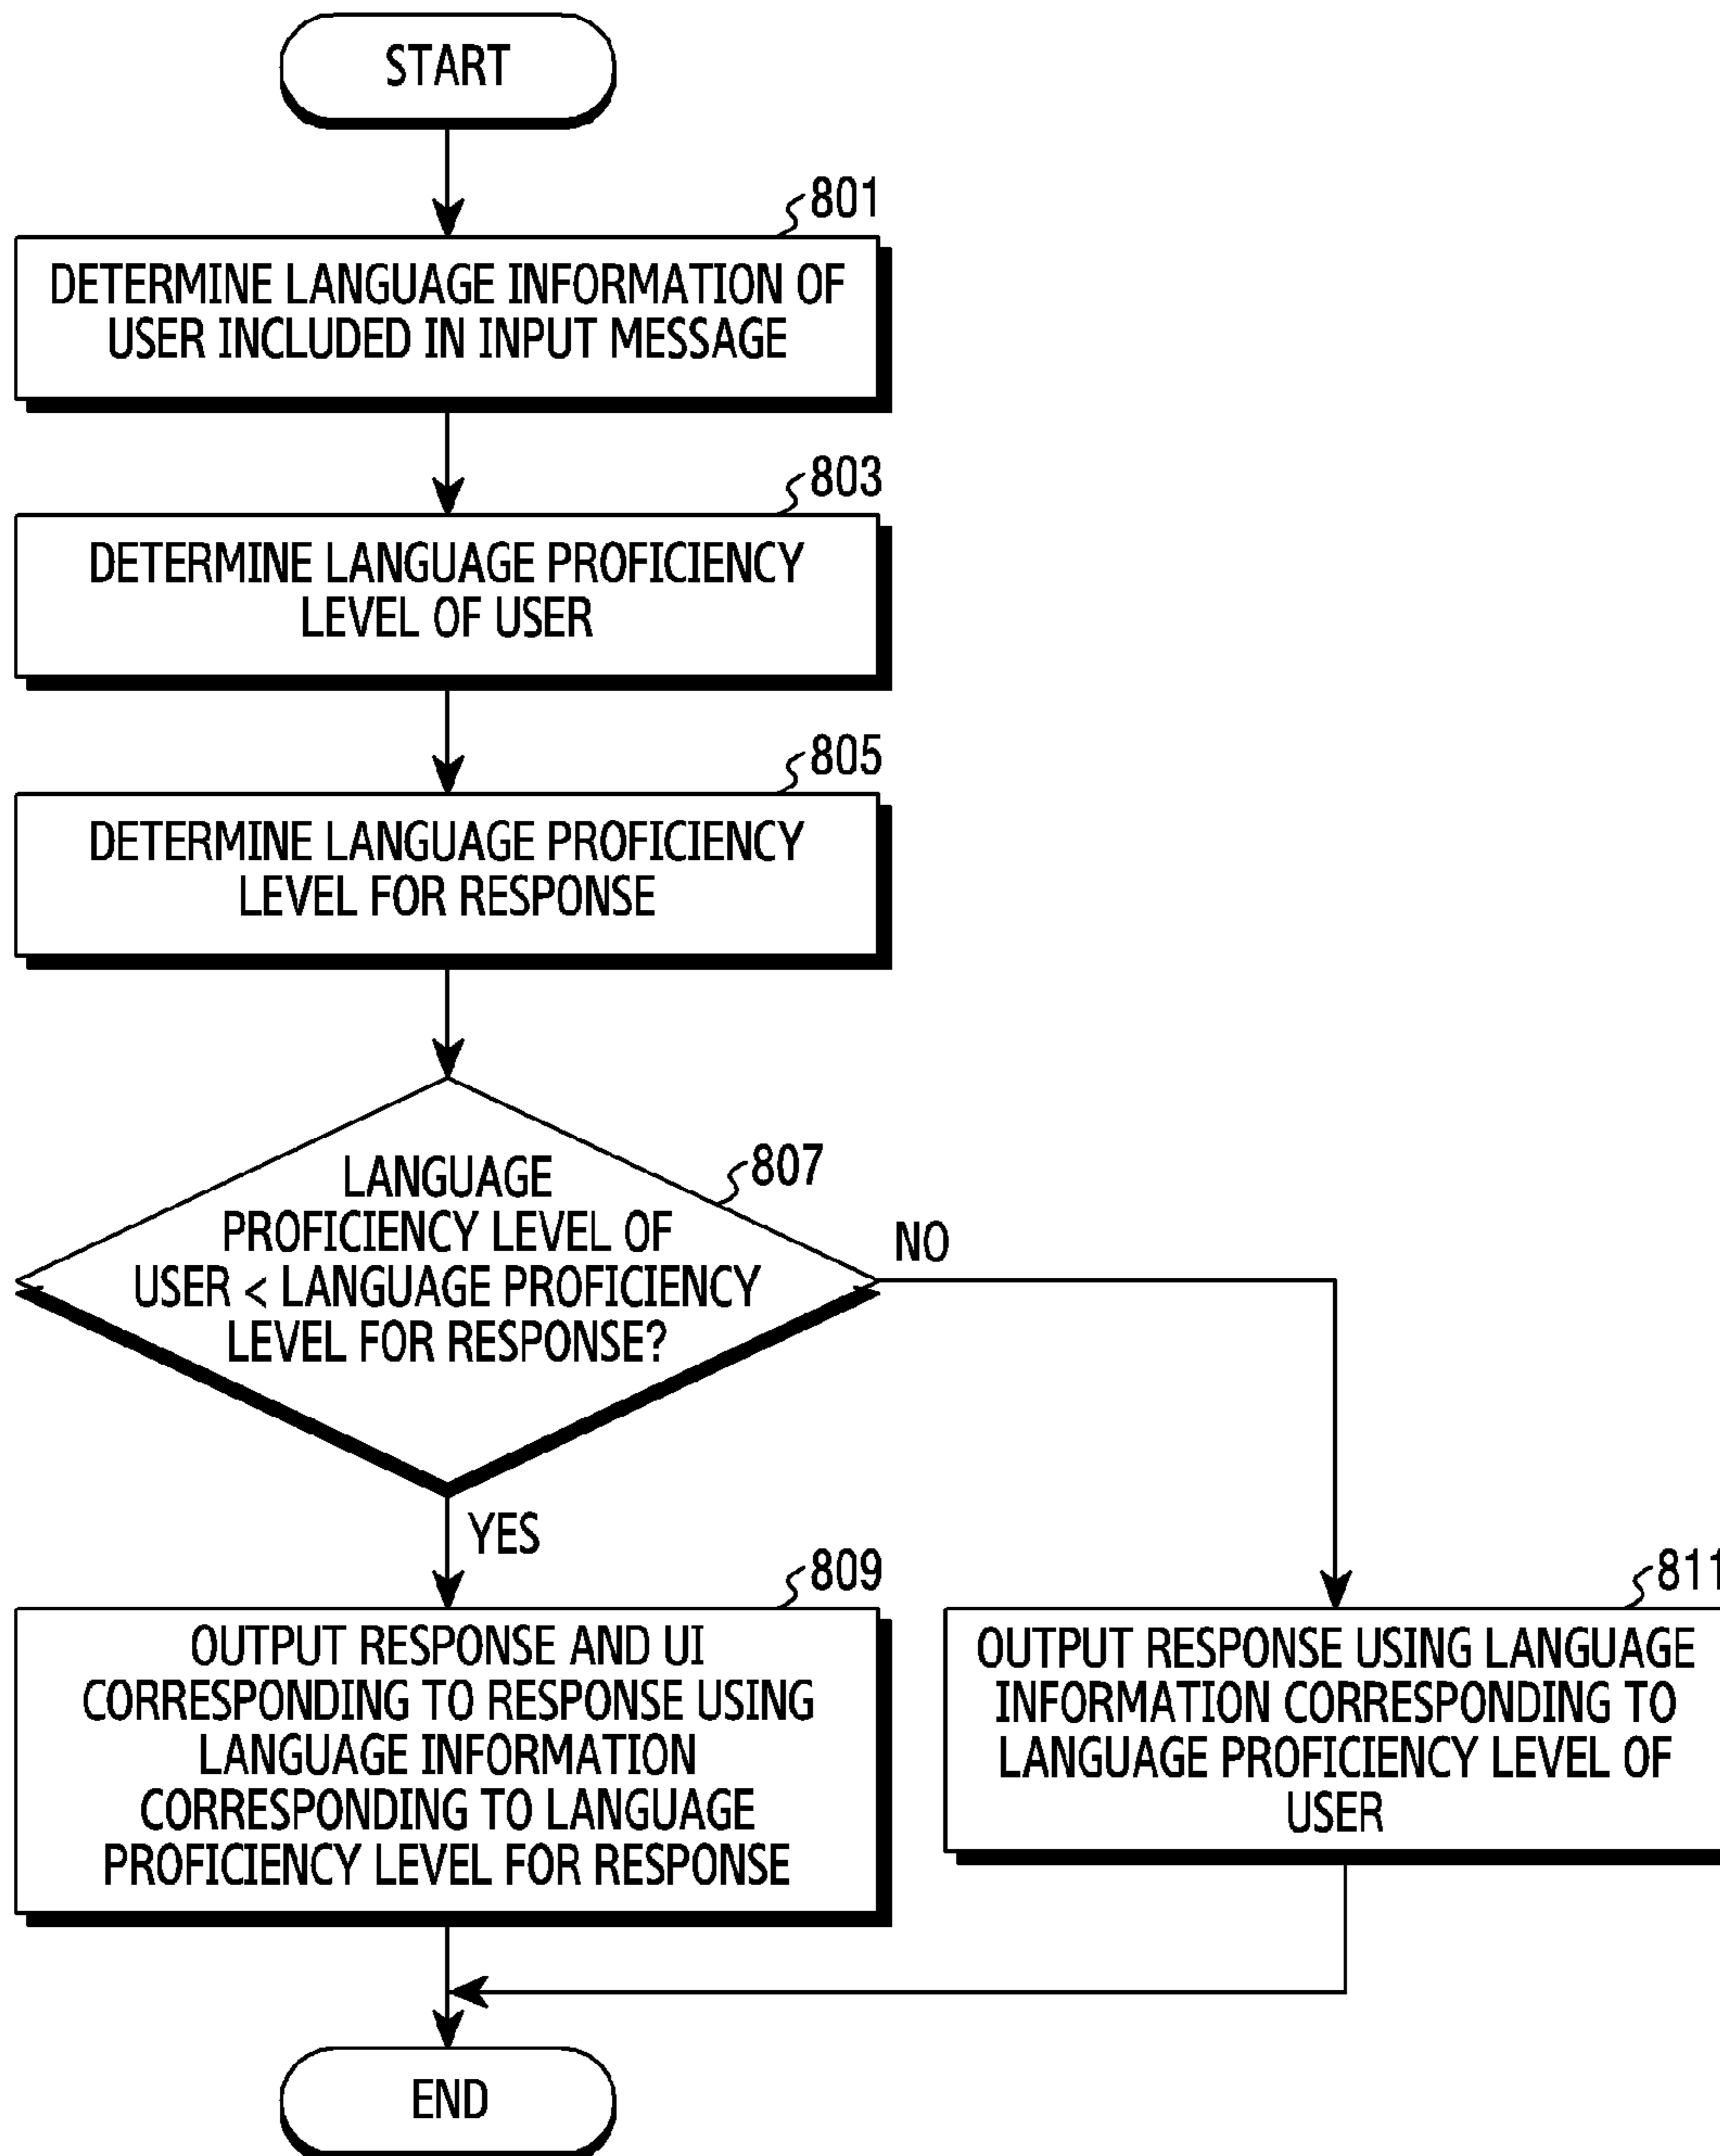 START
801
DETERMINE LANGUAGE INFORMATION OF
USER INCLUDED IN INPUT MESSAGE
803
DETERMINE LANGUAGE PROFICIENCY
LEVEL OF USER
805
DETERMINE LANGUAGE PROFICIENCY
LEVEL FOR RESPONSE
807
LANGUAGE
PROFICIENCY LEVEL OF
USER < LANGUAGE PROFICIENCY
LEVEL FOR RESPONSE?
NO
YES
809
OUTPUT RESPONSE AND UI
CORRESPONDING TO RESPONSE USING
LANGUAGE INFORMATION
CORRESPONDING TO LANGUAGE
PROFICIENCY LEVEL FOR RESPONSE
811
OUTPUT RESPONSE USING LANGUAGE
INFORMATION CORRESPONDING TO
LANGUAGE PROFICIENCY LEVEL OF
USER
END